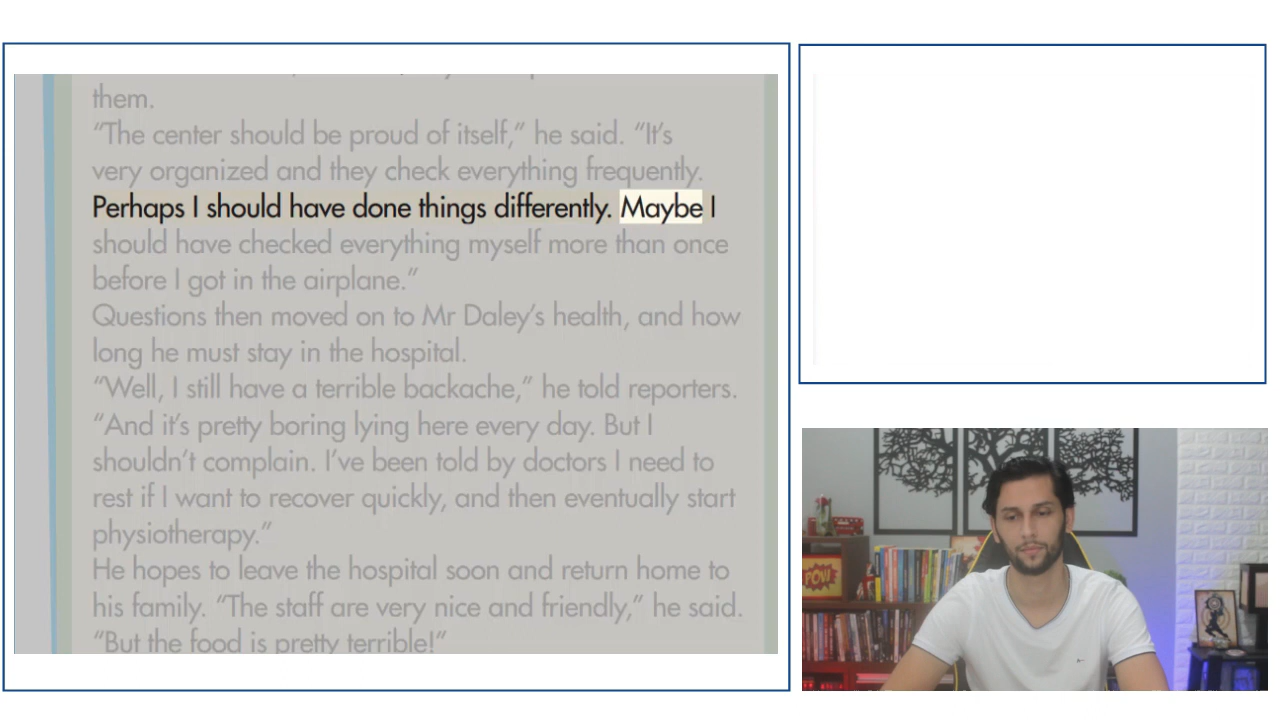 them.
“The center should be proud of itself,” he said. “It’s
very organized and they check everything frequently.
Perhaps I should have done things differently. Maybe I
should have checked everything myself more than once
before I got in the airplane.”
Questions then moved on to Mr Daley’s health, and how
long he must stay in the hospital.
“Well, I still have a terrible backache,” he told reporters.
“And it’s pretty boring lying here every day. But I
shouldn’t complain. I’ve been told by doctors I need to
rest if I want to recover quickly, and then eventually start
physiotherapy.”
He hopes to leave the hospital soon and return home to
his family. “The staff are very nice and friendly,” he said.
“But the food is pretty terrible!”
POW